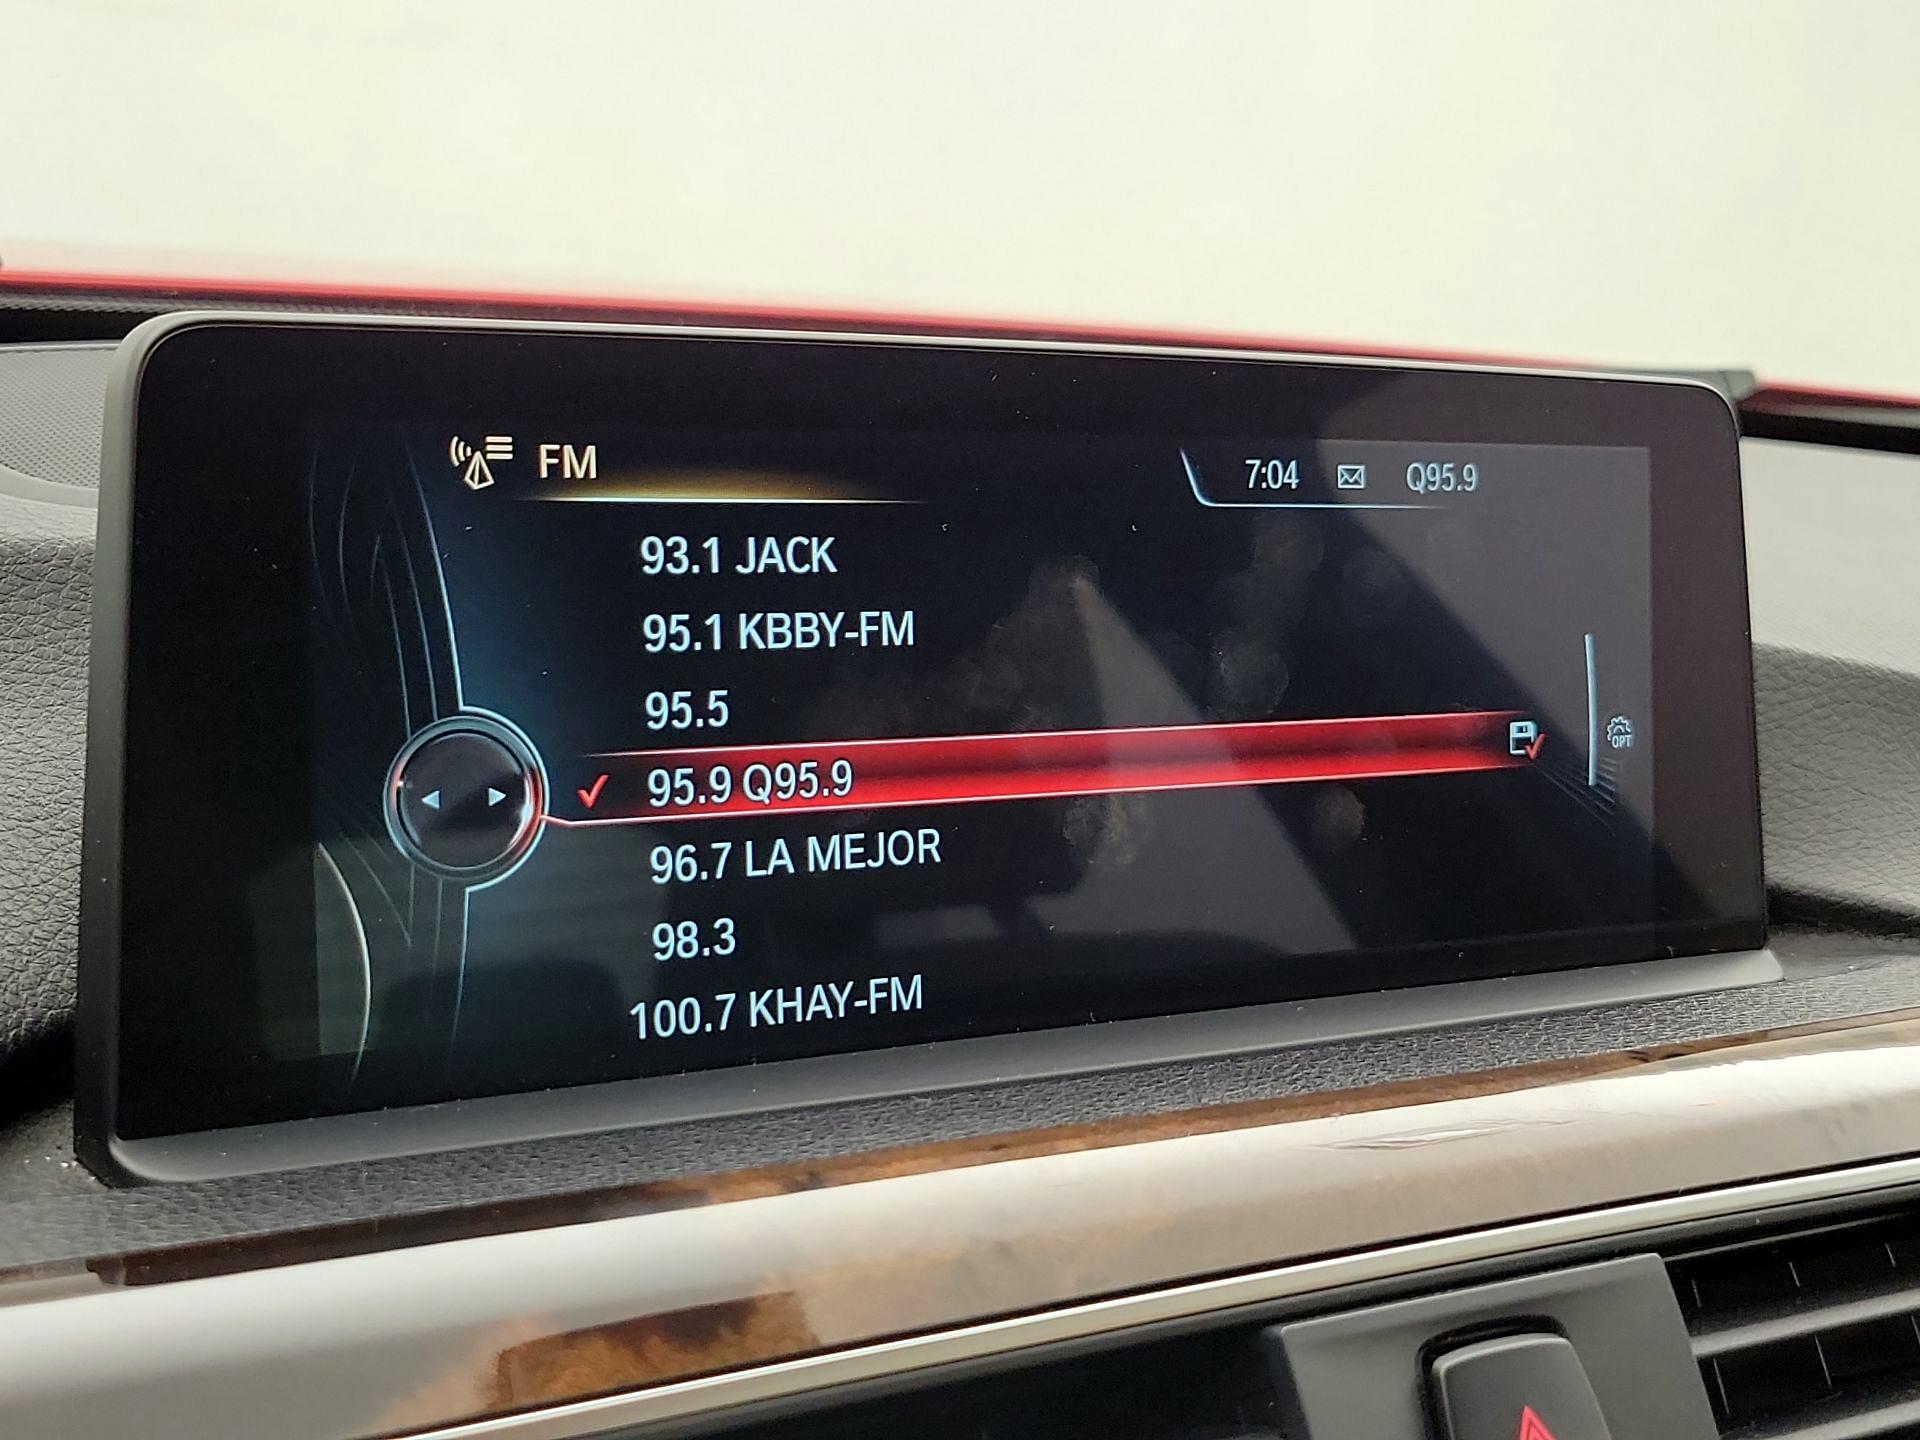 FM
7:04 Q95.9
93.1 JACK
95.1 KBBY-FM
95.5
95.9 Q95.9
96.7 LA MEJOR
98.3
100.7 KHAY-FM
OPT